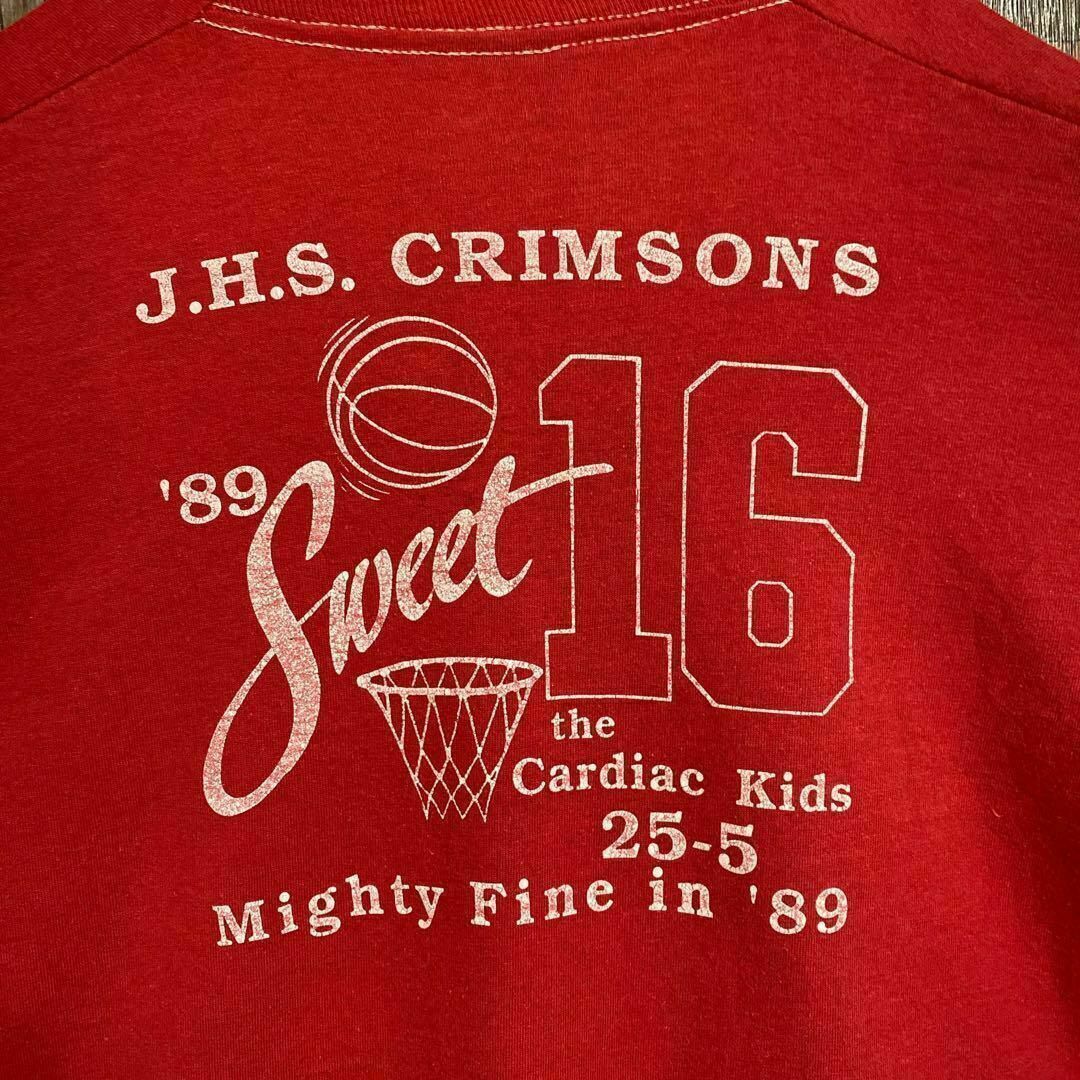 J.H.S. CRIMSONS
'89 Sweet 16
the
Cardiac Kids
25-5
Mighty Fine in '89